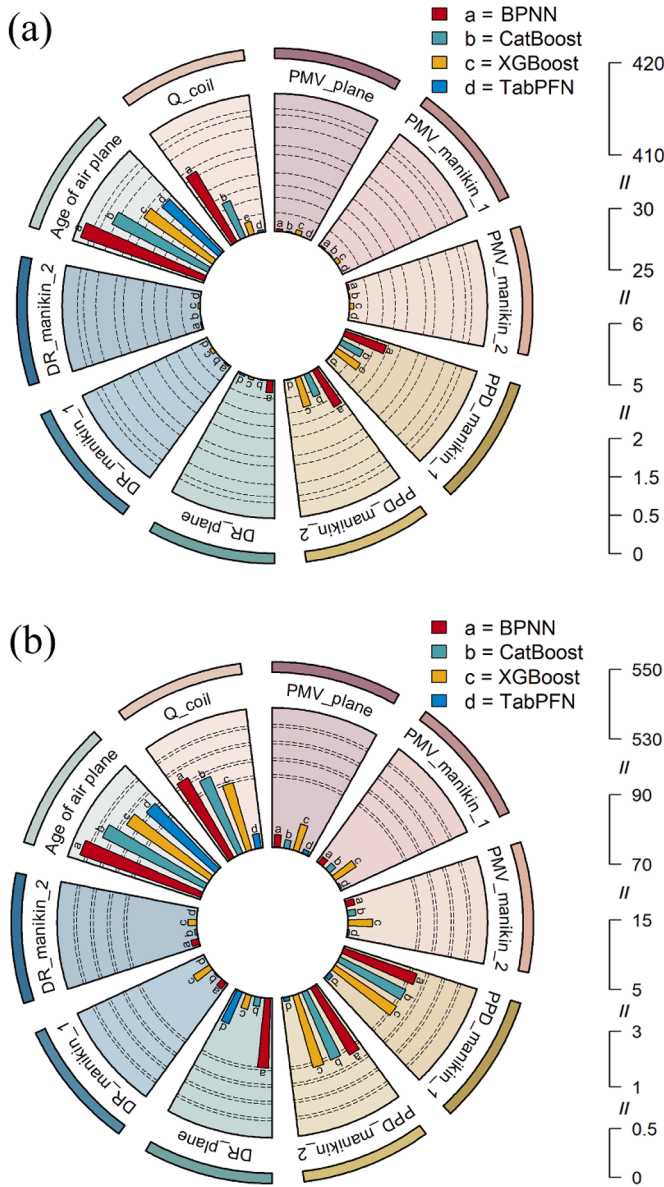 (a)
a = BPNN
b = CatBoost
c = XGBoost
d = TabPFN
PMV_plane
PMV_manikin_1
PMV_manikin_2
PPD_manikin_1
PPD_manikin_2
DR_plane
DR_manikin_1
DR_manikin_2
Age of air plane
Q_coil
420
410
//
30
25
//
6
5
//
2
1.5
0.5
0
(b)
a = BPNN
b = CatBoost
c = XGBoost
d = TabPFN
PMV_plane
PMV_manikin_1
PMV_manikin_2
PPD_manikin_1
PPD_manikin_2
DR_plane
DR_manikin_1
DR_manikin_2
Age of air plane
Q_coil
550
530
//
90
70
//
15
5
//
3
1
//
0.5
0